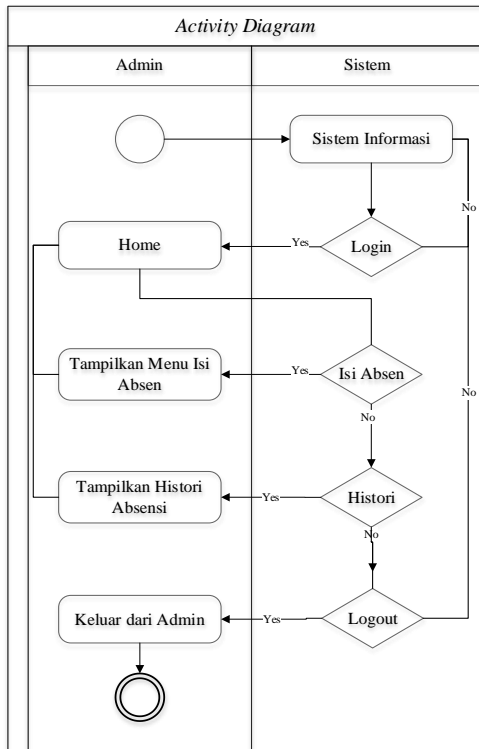 Activity Diagram
Admin
Sistem
Sistem Informasi
No
Home
Yes
Login
Tampilkan Menu Isi
Absen
Yes
Isi Absen
No
No
Tampilkan Histori
Absensi
Yes
Histori
No
Keluar dari Admin
Yes
Logout